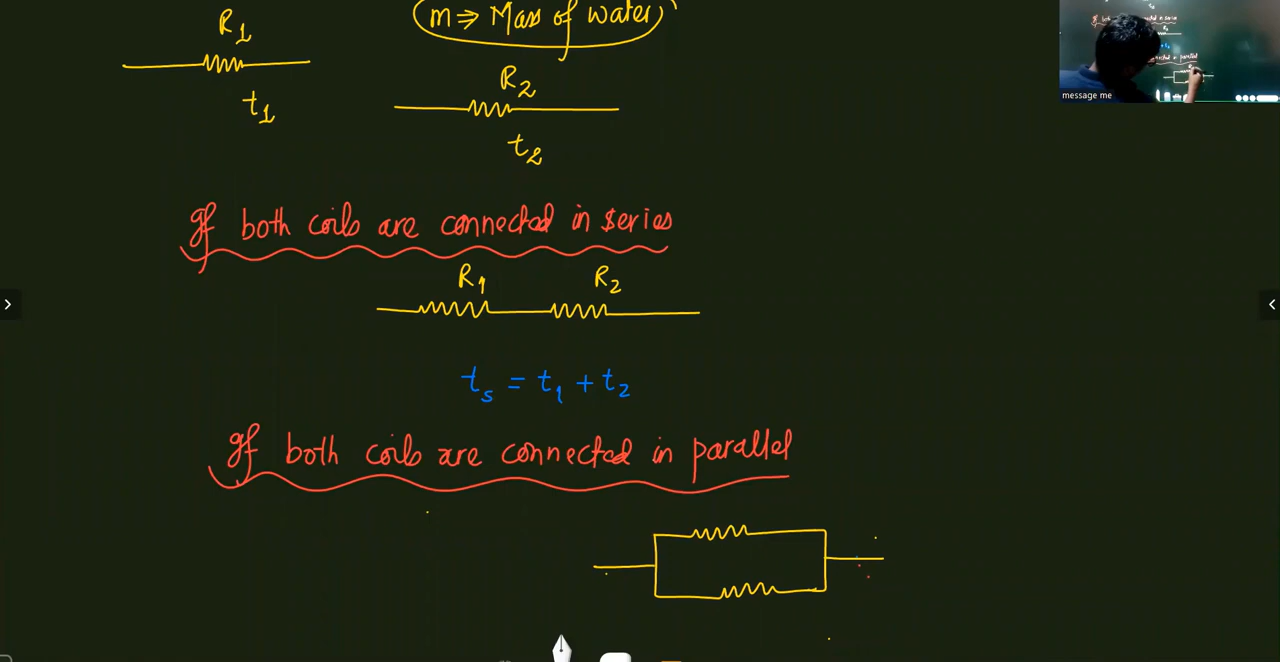 (m ⇒ Mass of water)
R₁
t₁
R₂
t₂
If both coils are connected in series
R₁ R₂
tₛ = t₁ + t₂
If both coils are connected in parallel
message me